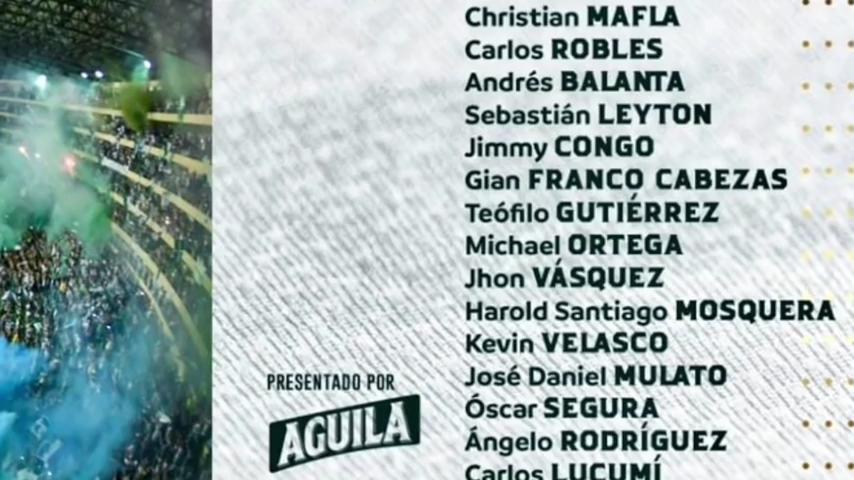 Christian MAFLA
Carlos ROBLES
Andrés BALANTA
Sebastián LEYTON
Jimmy CONGO
Gian FRANCO CABEZAS
Teófilo GUTIÉRREZ
Michael ORTEGA
Jhon VÁSQUEZ
Harold Santiago MOSQUERA
Kevin VELASCO
José Daniel MULATO
Óscar SEGURA
Ángelo RODRÍGUEZ
Carlos LUCUMÍ
PRESENTADO POR
AGUILA